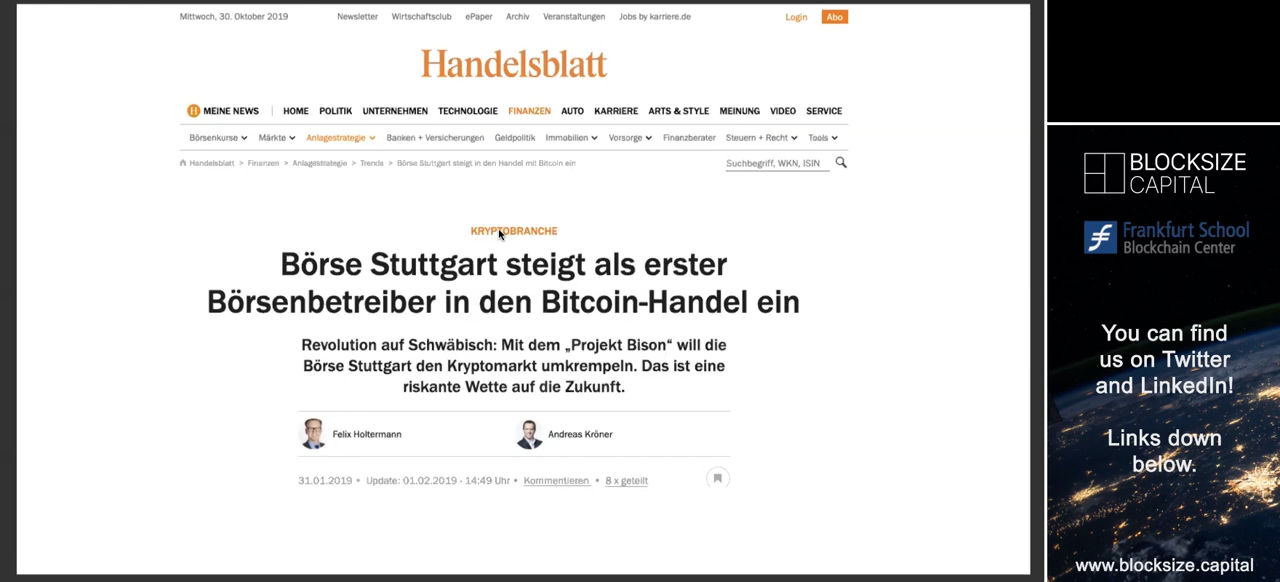 Mittwoch, 30. Oktober 2019 Newsletter Wirtschaftsclub ePaper Archiv Veranstaltungen Jobs by karriere.de Login Abo
Handelsblatt
H MEINE NEWS HOME POLITIK UNTERNEHMEN TECHNOLOGIE FINANZEN AUTO KARRIERE ARTS & STYLE MEINUNG VIDEO SERVICE
Börsenkurse Märkte Anlagestrategie Banken + Versicherungen Geldpolitik Immobilien Vorsorge Finanzberater Steuern + Recht Tools
Handelsblatt > Finanzen > Anlagestrategie > Trends > Börse Stuttgart steigt in den Handel mit Bitcoin ein Suchbegriff, WKN, ISIN
KRYPTOBRANCHE
Börse Stuttgart steigt als erster
Börsenbetreiber in den Bitcoin-Handel ein
Revolution auf Schwäbisch: Mit dem „Projekt Bison“ will die
Börse Stuttgart den Kryptomarkt umkrempeln. Das ist eine
riskante Wette auf die Zukunft.
Felix Holtermann Andreas Kröner
31.01.2019 • Update: 01.02.2019 - 14:49 Uhr • Kommentieren • 8 x geteilt
BLOCKSIZE
CAPITAL
Frankfurt School
Blockchain Center
You can find
us on Twitter
and LinkedIn!
Links down
below.
www.blocksize.capital